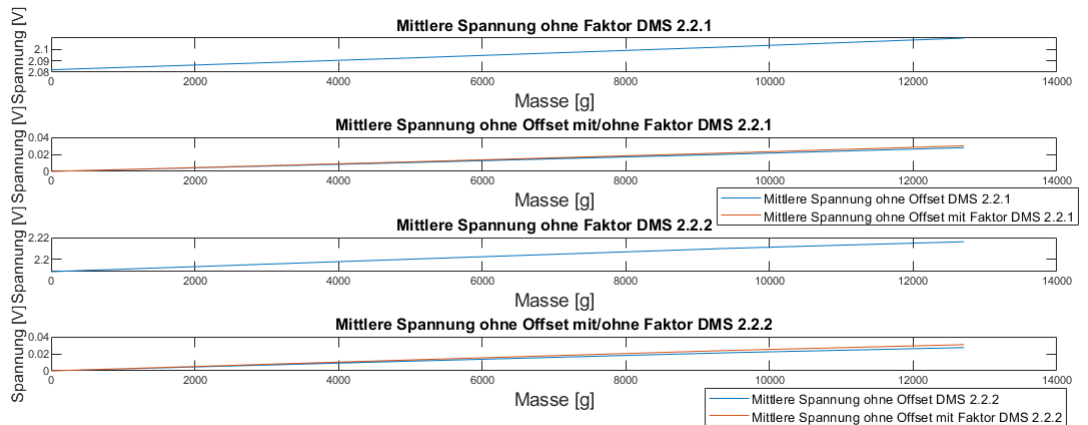 Mittlere Spannung ohne Faktor DMS 2.2.1
Spannung [V]
2.1
2.09
2.08
0 2000 4000 6000 8000 10000 12000 14000
Masse [g]
Mittlere Spannung ohne Offset mit/ohne Faktor DMS 2.2.1
Spannung [V]
0.04
0.02
0
0 2000 4000 6000 8000 10000 12000 14000
Masse [g]
Mittlere Spannung ohne Offset DMS 2.2.1
Mittlere Spannung ohne Offset mit Faktor DMS 2.2.1
Mittlere Spannung ohne Faktor DMS 2.2.2
Spannung [V]
2.22
2.2
0 2000 4000 6000 8000 10000 12000 14000
Masse [g]
Mittlere Spannung ohne Offset mit/ohne Faktor DMS 2.2.2
Spannung [V]
0.04
0.02
0
0 2000 4000 6000 8000 10000 12000 14000
Masse [g]
Mittlere Spannung ohne Offset DMS 2.2.2
Mittlere Spannung ohne Offset mit Faktor DMS 2.2.2